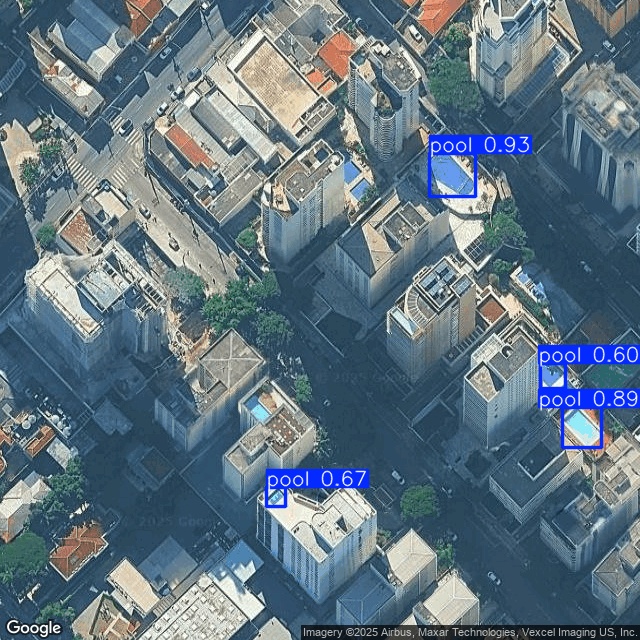 pool 0.93
pool 0.60
pool 0.89
pool 0.67
Google
Imagery ©2025 Airbus, Maxar Technologies, Vexcel Imaging US, Inc.